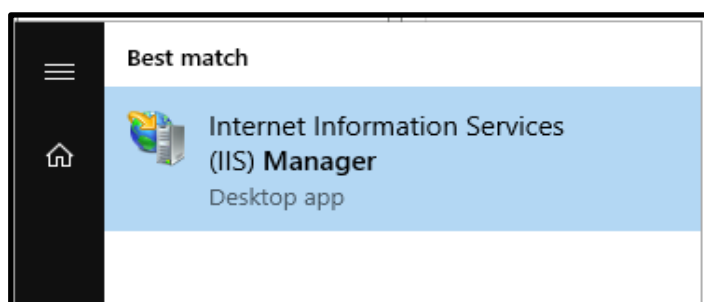 Best match
Internet Information Services
(IIS) Manager
Desktop app